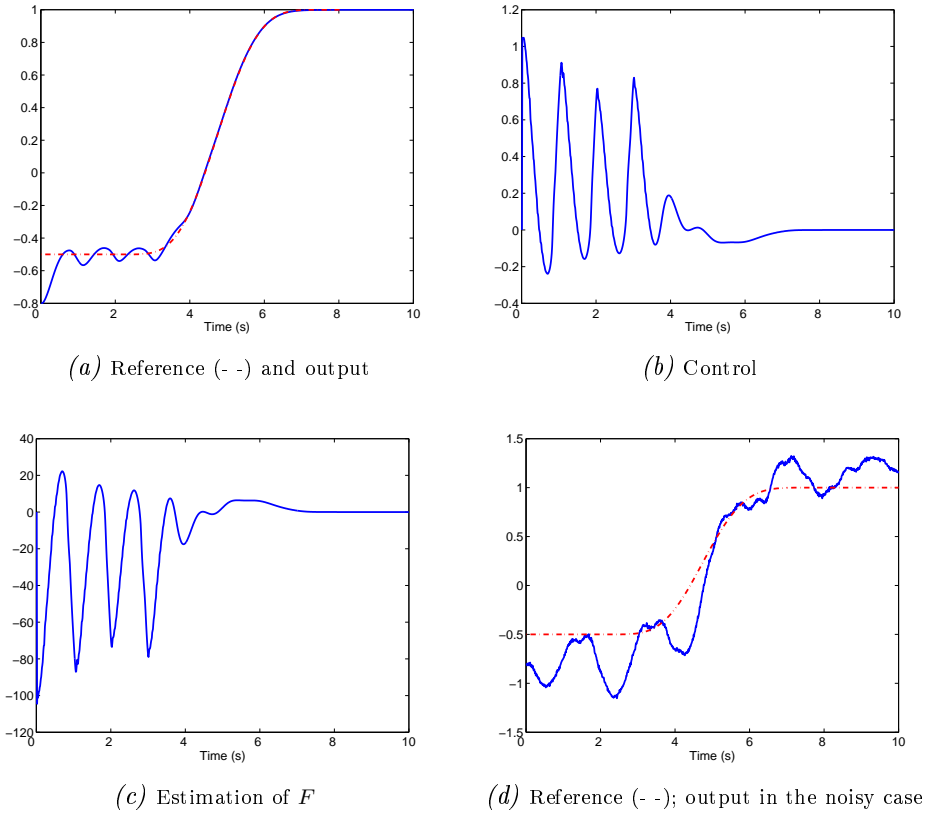 1
0.8
0.6
0.4
0.2
0
−0.2
−0.4
−0.6
−0.8
0 2 4 6 8 10
Time (s)
(a) Reference (- -) and output
1.2
1
0.8
0.6
0.4
0.2
0
−0.2
−0.4
0 2 4 6 8 10
Time (s)
(b) Control
40
20
0
−20
−40
−60
−80
−100
−120
0 2 4 6 8 10
Time (s)
(c) Estimation of F
1.5
1
0.5
0
−0.5
−1
−1.5
0 2 4 6 8 10
Time (s)
(d) Reference (- -); output in the noisy case